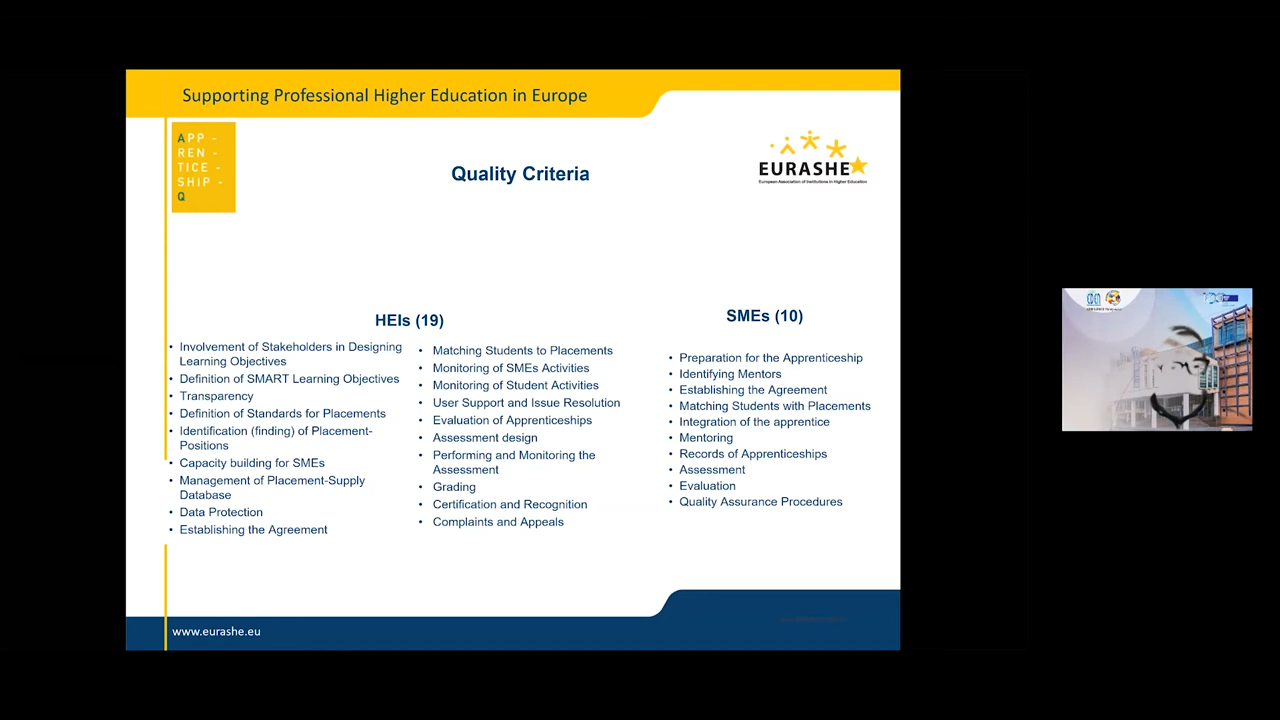 Supporting Professional Higher Education in Europe
APP -
REN -
TICE -
SHIP -
Q
Quality Criteria
EURASHE
European Association of Institutions in Higher Education
HEIs (19)
• Involvement of Stakeholders in Designing
Learning Objectives
• Definition of SMART Learning Objectives
• Transparency
• Definition of Standards for Placements
• Identification (finding) of Placement-
Positions
• Capacity building for SMEs
• Management of Placement-Supply
Database
• Data Protection
• Establishing the Agreement
• Matching Students to Placements
• Monitoring of SMEs Activities
• Monitoring of Student Activities
• User Support and Issue Resolution
• Evaluation of Apprenticeships
• Assessment design
• Performing and Monitoring the
Assessment
• Grading
• Certification and Recognition
• Complaints and Appeals
SMEs (10)
• Preparation for the Apprenticeship
• Identifying Mentors
• Establishing the Agreement
• Matching Students with Placements
• Integration of the apprentice
• Mentoring
• Records of Apprenticeships
• Assessment
• Evaluation
• Quality Assurance Procedures
www.eurashe.eu